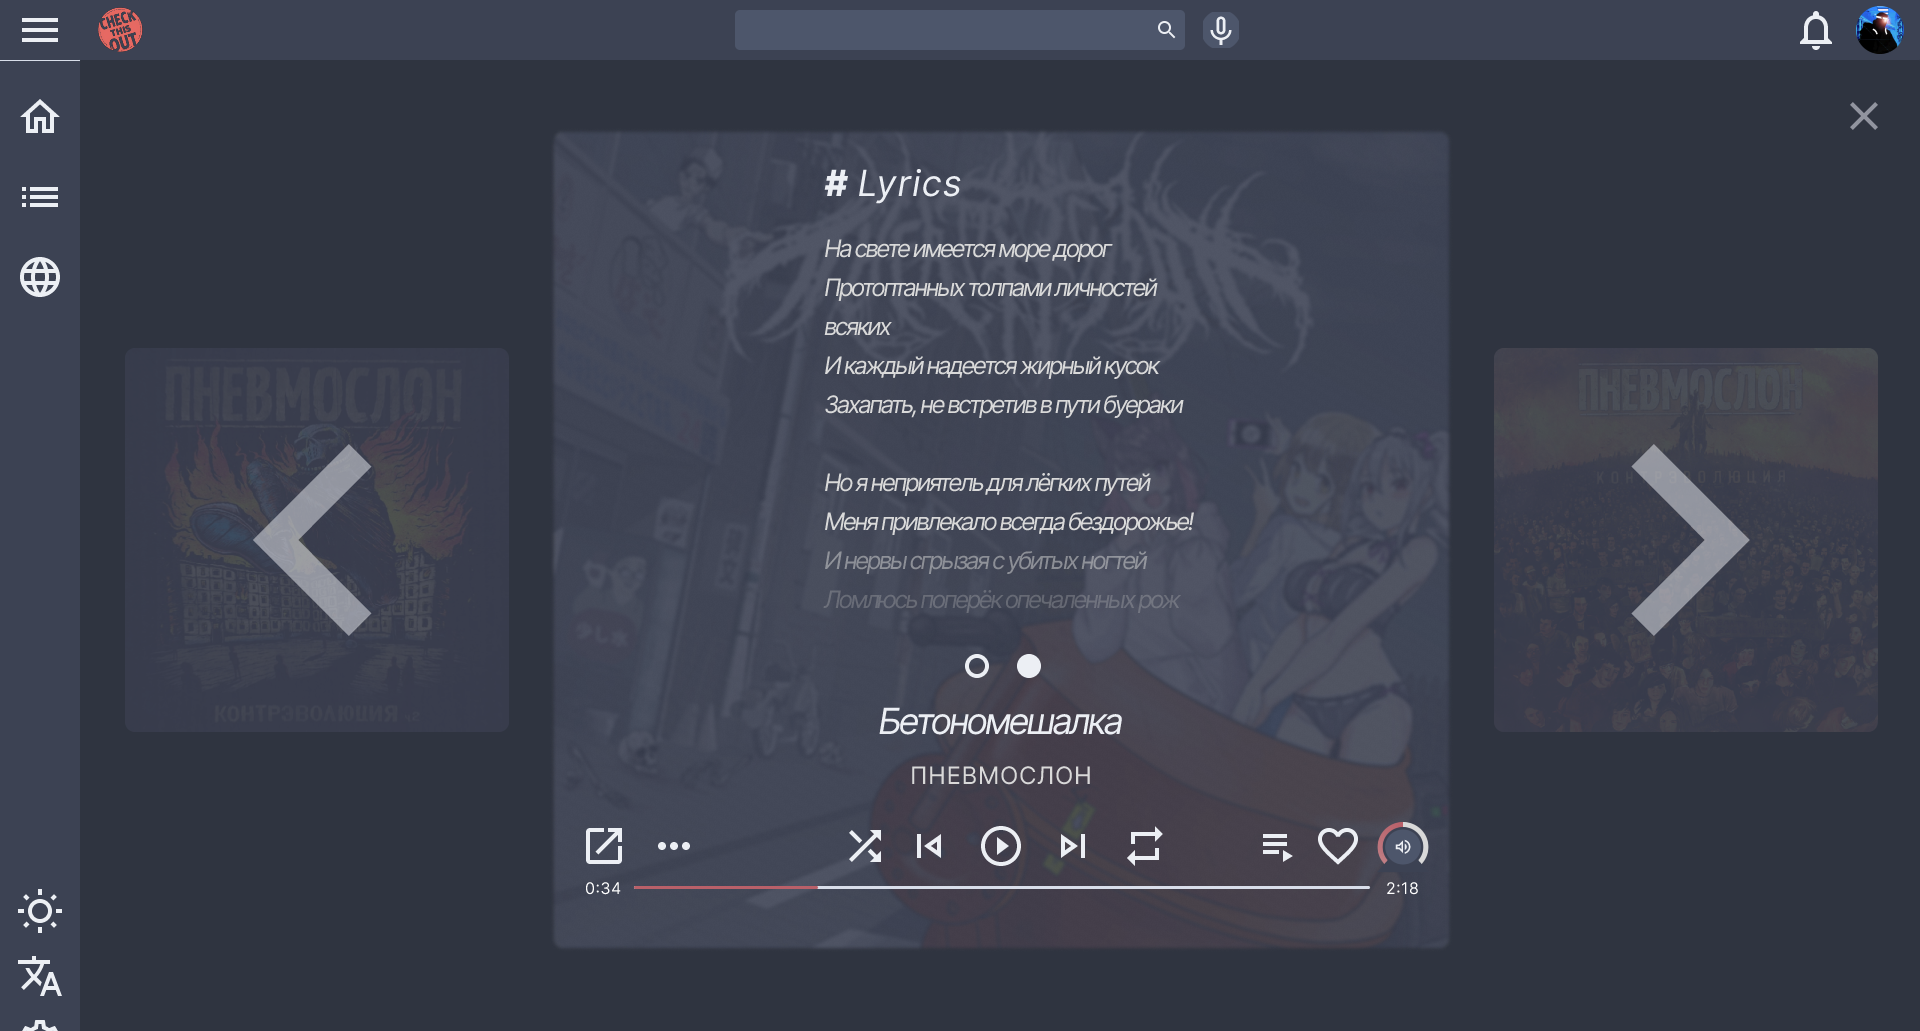 CHECK
THIS
OUT
# Lyrics
На свете имеется море дорог
Протоптанных толпами личностей
всяких
И каждый надеется жирный кусок
Захапать, не встретив в пути буераки
Но я неприятель для лёгких путей
Меня привлекало всегда бездорожье!
И нервы сгрызая с убитых ногтей
Ломлюсь поперёк опечаленных рож
ПНЕВМОСЛОН
КОНТРЭВОЛЮЦИЯ
ПНЕВМОСЛОН
КОНТРЭВОЛЮЦИЯ
Бетономешалка
ПНЕВМОСЛОН
0:34
2:18